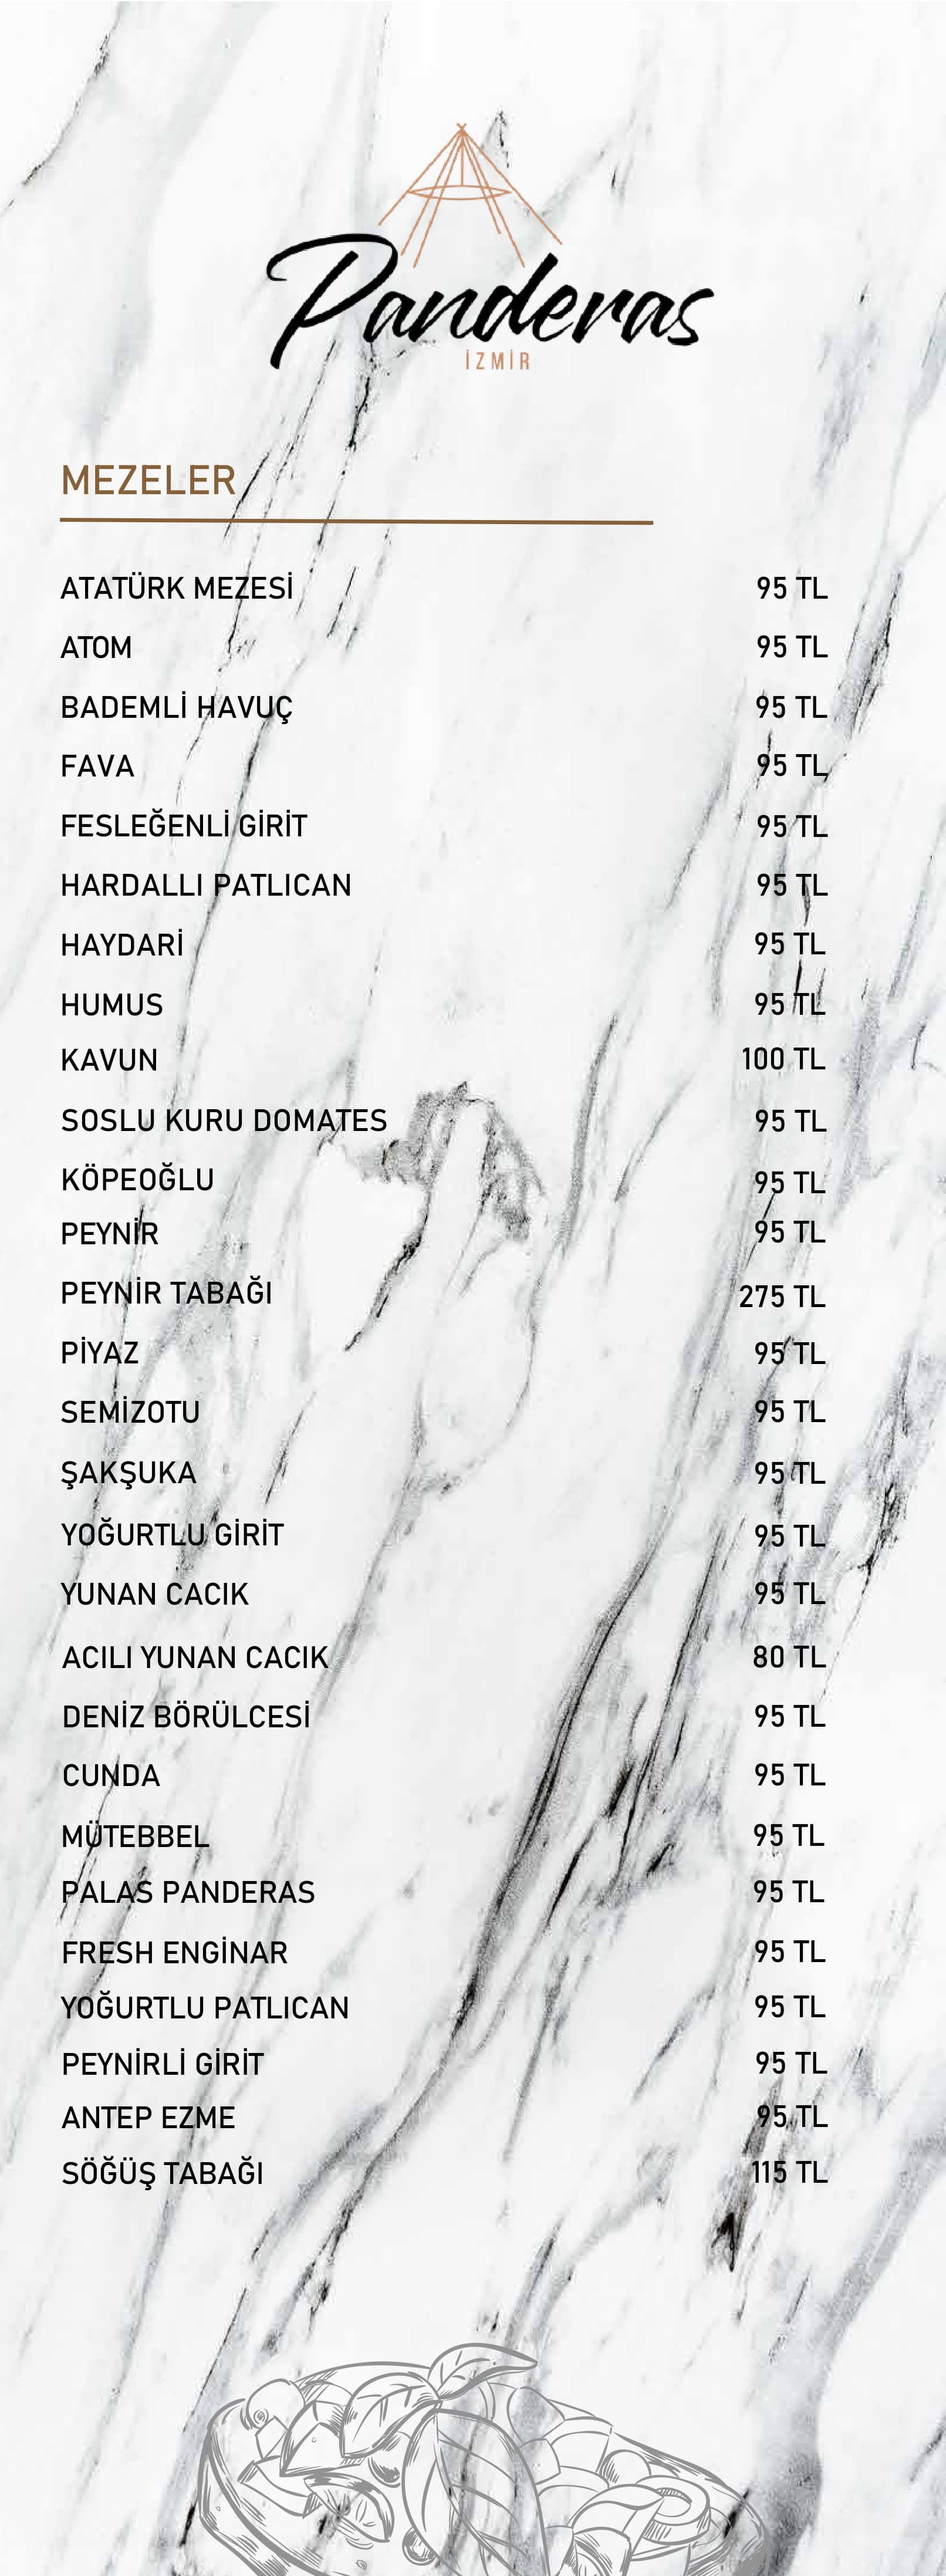 Panderas
İZMİR
MEZELER
ATATÜRK MEZESİ 95 TL
ATOM 95 TL
BADEMLİ HAVUÇ 95 TL
FAVA 95 TL
FESLEĞENLİ GİRİT 95 TL
HARDALLI PATLICAN 95 TL
HAYDARİ 95 TL
HUMUS 95 TL
KAVUN 100 TL
SOSLU KURU DOMATES 95 TL
KÖPEOĞLU 95 TL
PEYNİR 95 TL
PEYNİR TABAĞI 275 TL
PİYAZ 95 TL
SEMİZOTU 95 TL
ŞAKŞUKA 95 TL
YOĞURTLU GİRİT 95 TL
YUNAN CACIK 95 TL
ACILI YUNAN CACIK 80 TL
DENİZ BÖRÜLCESİ 95 TL
CUNDA 95 TL
MÜTEBBEL 95 TL
PALAS PANDERAS 95 TL
FRESH ENGİNAR 95 TL
YOĞURTLU PATLICAN 95 TL
PEYNİRLİ GİRİT 95 TL
ANTEP EZME 95 TL
SÖĞÜŞ TABAĞI 115 TL